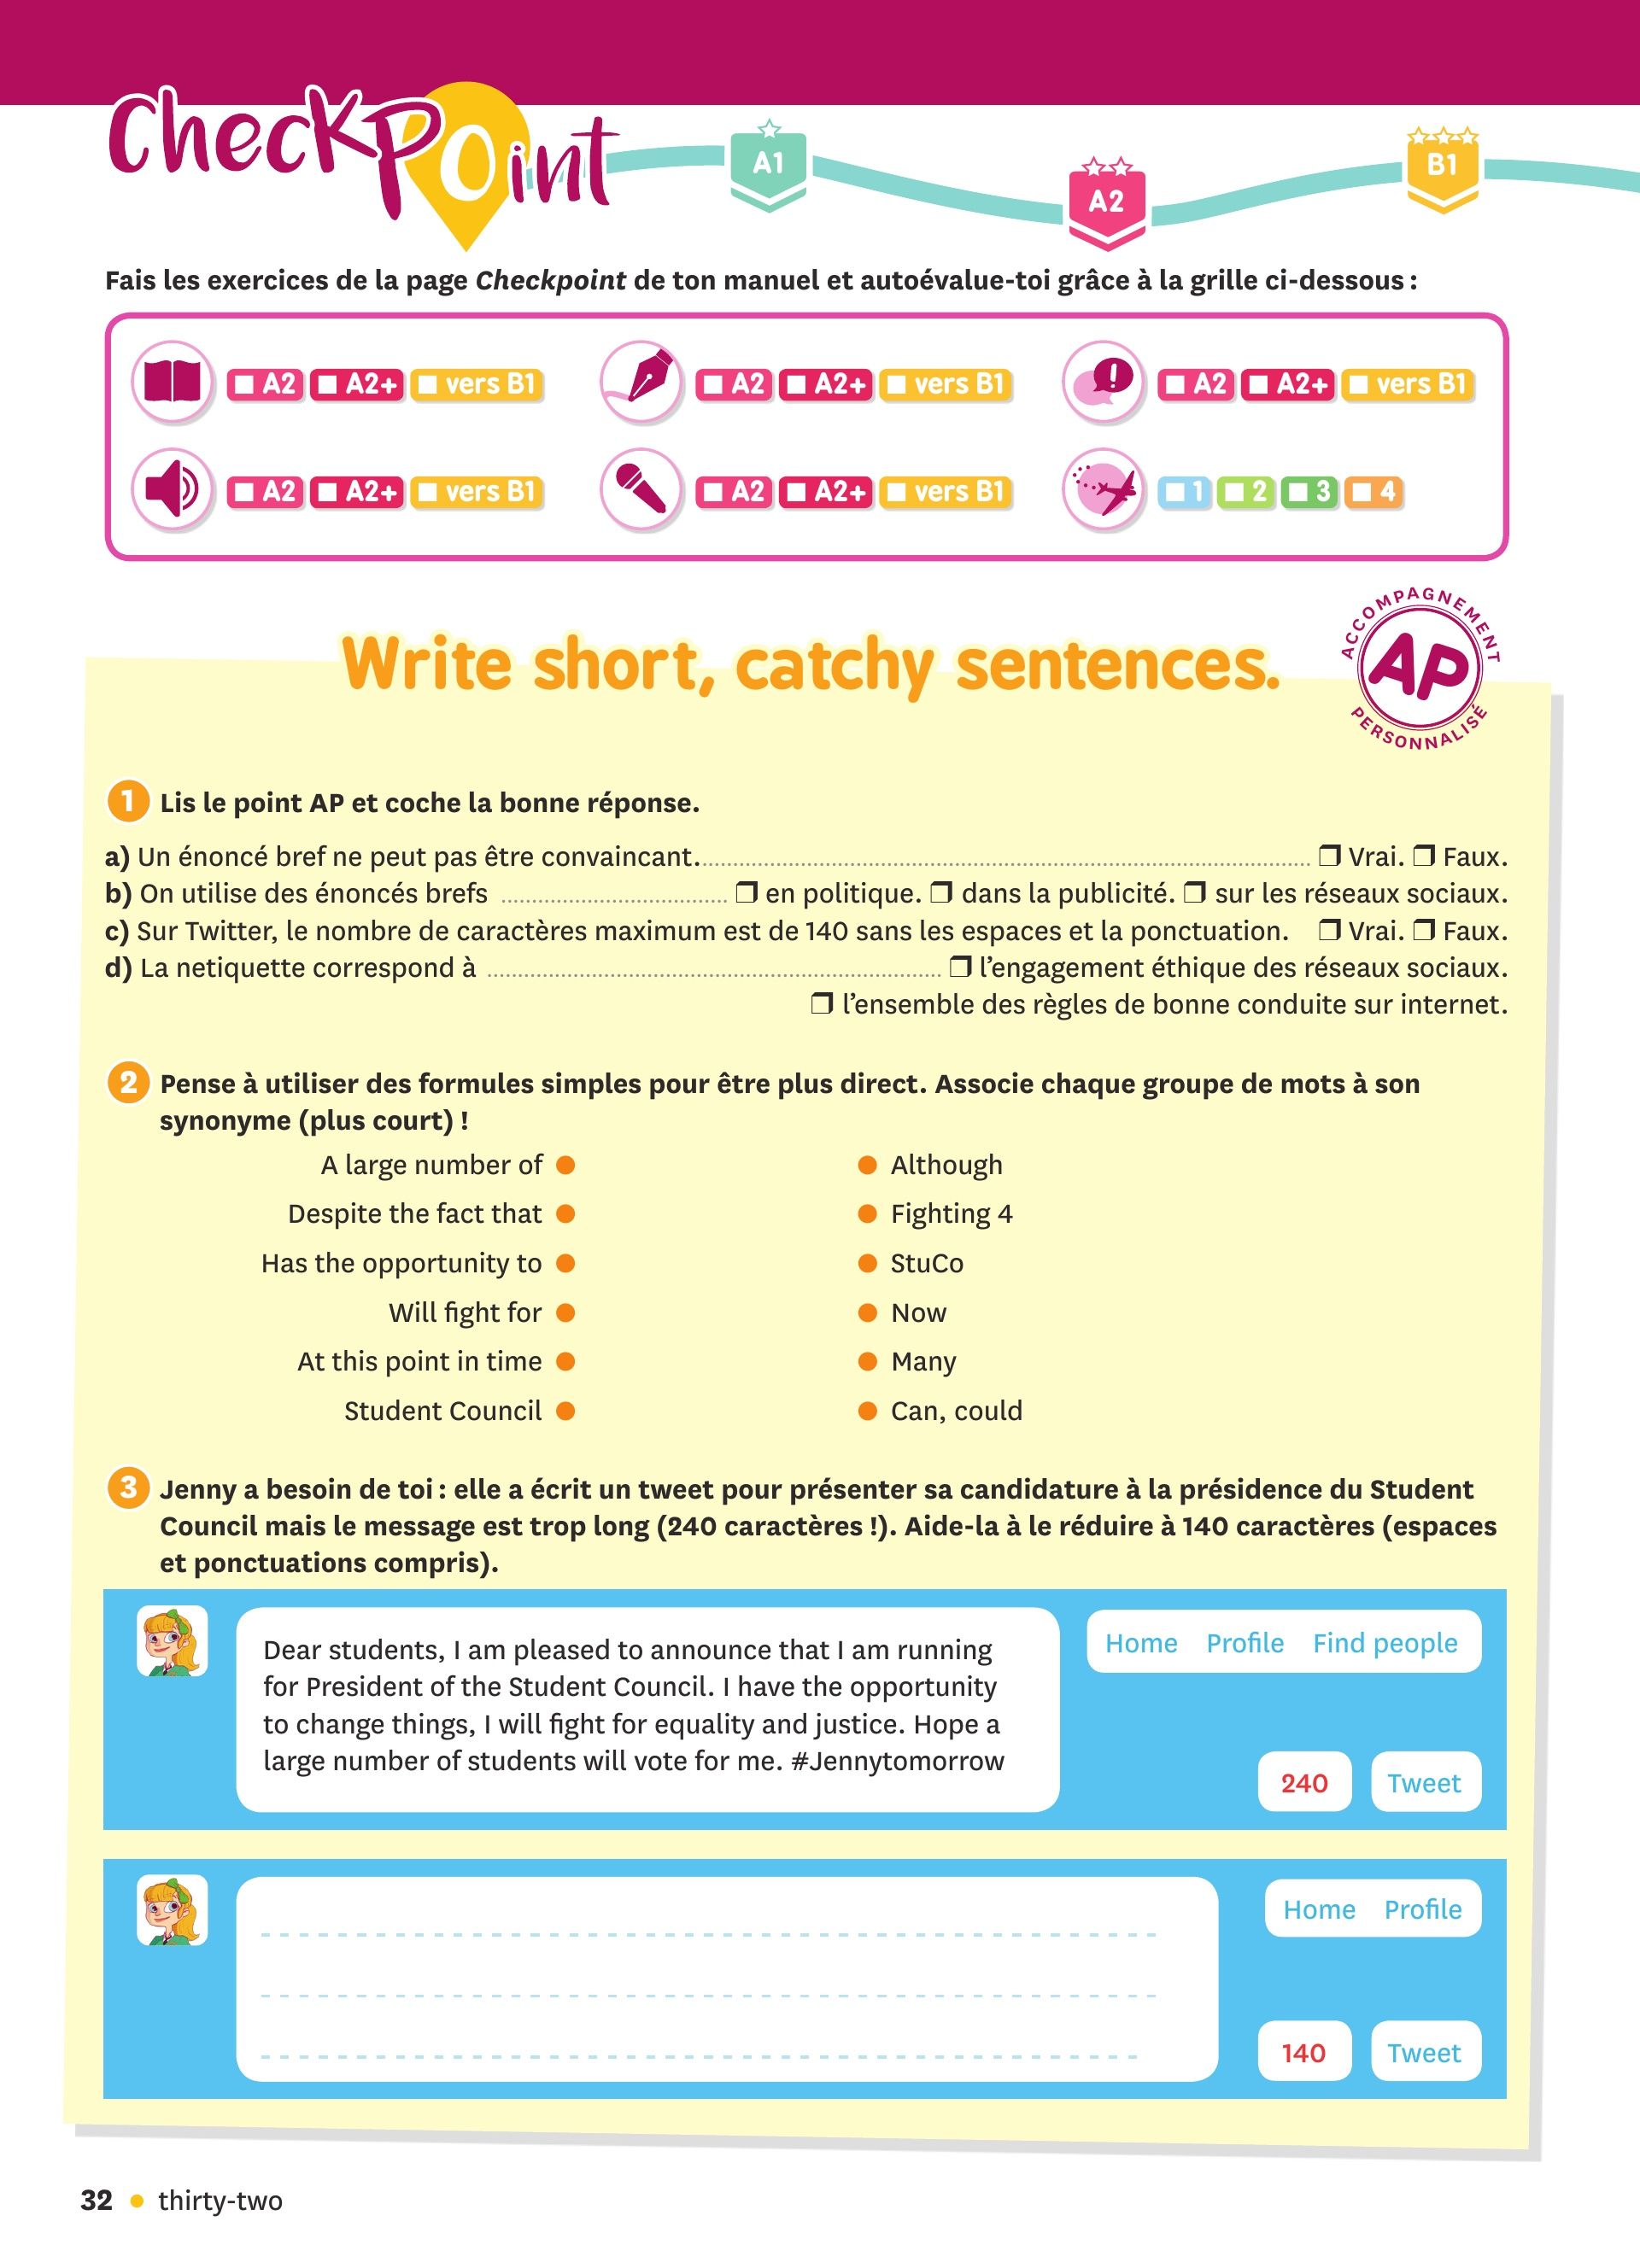 CheckPoint
A1
A2
B1
Fais les exercices de la page Checkpoint de ton manuel et autoévalue-toi grâce à la grille ci-dessous :
A2 A2+ vers B1
A2 A2+ vers B1
A2 A2+ vers B1
A2 A2+ vers B1
A2 A2+ vers B1
1 2 3 4
Write short, catchy sentences.
ACCOMPAGNEMENT
AP
PERSONNALISÉ
1 Lis le point AP et coche la bonne réponse.
a) Un énoncé bref ne peut pas être convaincant. ❒ Vrai. ❒ Faux.
b) On utilise des énoncés brefs ❒ en politique. ❒ dans la publicité. ❒ sur les réseaux sociaux.
c) Sur Twitter, le nombre de caractères maximum est de 140 sans les espaces et la ponctuation. ❒ Vrai. ❒ Faux.
d) La netiquette correspond à ❒ l’engagement éthique des réseaux sociaux.
❒ l’ensemble des règles de bonne conduite sur internet.
2 Pense à utiliser des formules simples pour être plus direct. Associe chaque groupe de mots à son
synonyme (plus court) !
A large number of ● ● Although
Despite the fact that ● ● Fighting 4
Has the opportunity to ● ● StuCo
Will fight for ● ● Now
At this point in time ● ● Many
Student Council ● ● Can, could
3 Jenny a besoin de toi : elle a écrit un tweet pour présenter sa candidature à la présidence du Student
Council mais le message est trop long (240 caractères !). Aide-la à le réduire à 140 caractères (espaces
et ponctuations compris).
Dear students, I am pleased to announce that I am running
for President of the Student Council. I have the opportunity
to change things, I will fight for equality and justice. Hope a
large number of students will vote for me. #Jennytomorrow
Home Profile Find people
240 Tweet
Home Profile
140 Tweet
32 • thirty-two